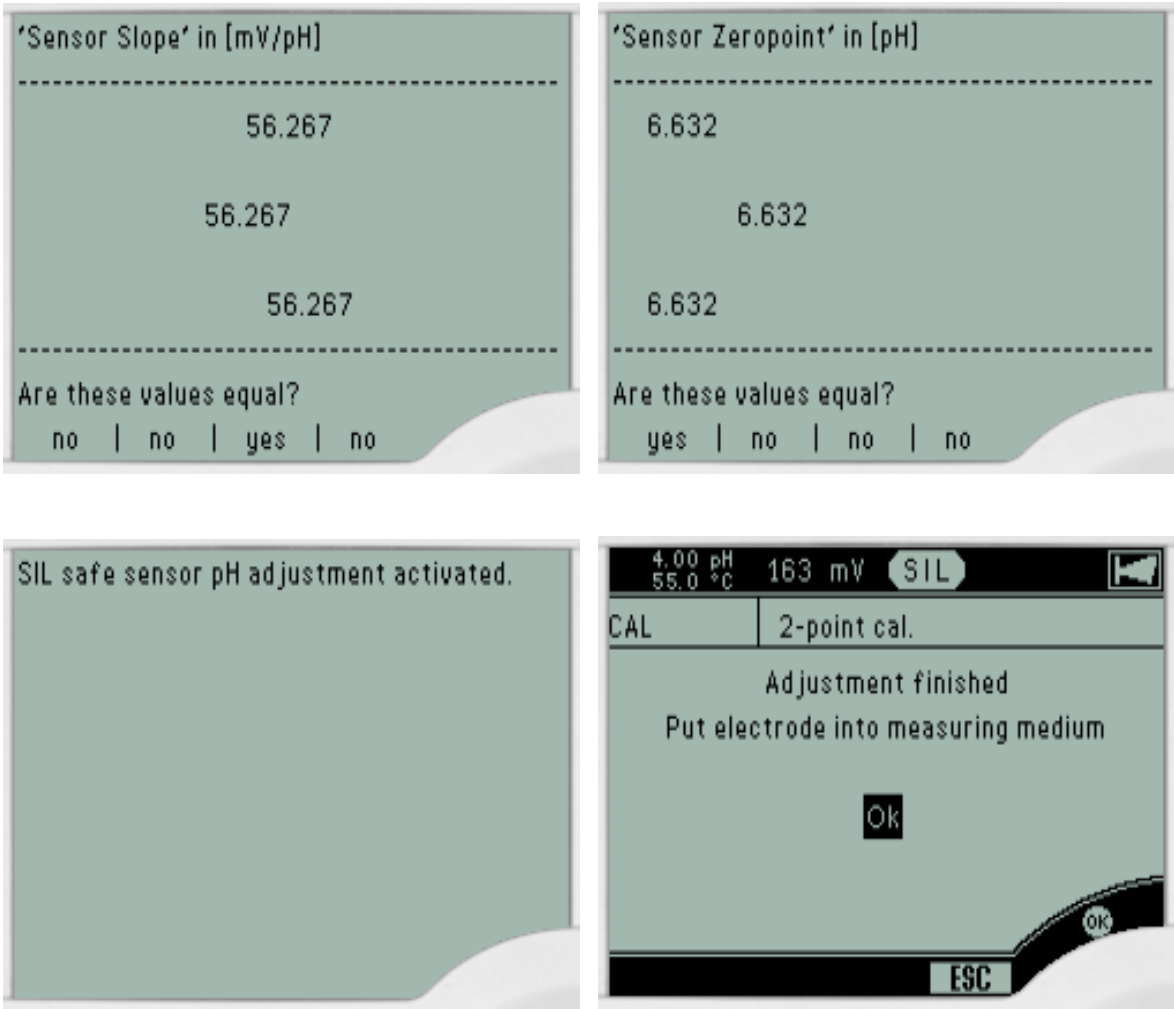 'Sensor Slope' in [mV/pH]
56.267
56.267
56.267
Are these values equal?
no | no | yes | no
'Sensor Zeropoint' in [pH]
6.632
6.632
6.632
Are these values equal?
yes | no | no | no
SIL safe sensor pH adjustment activated.
4.00 pH
55.0 °C
163 mV SIL
CAL 2-point cal.
Adjustment finished
Put electrode into measuring medium
Ok
OK
ESC